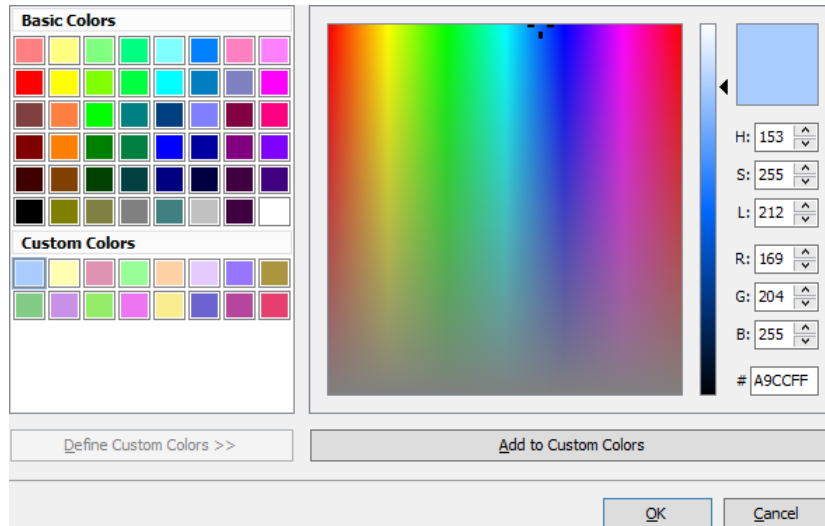 Basic Colors
Custom Colors
Define Custom Colors >>
H: 153
S: 255
L: 212
R: 169
G: 204
B: 255
# A9CCFF
Add to Custom Colors
OK
Cancel